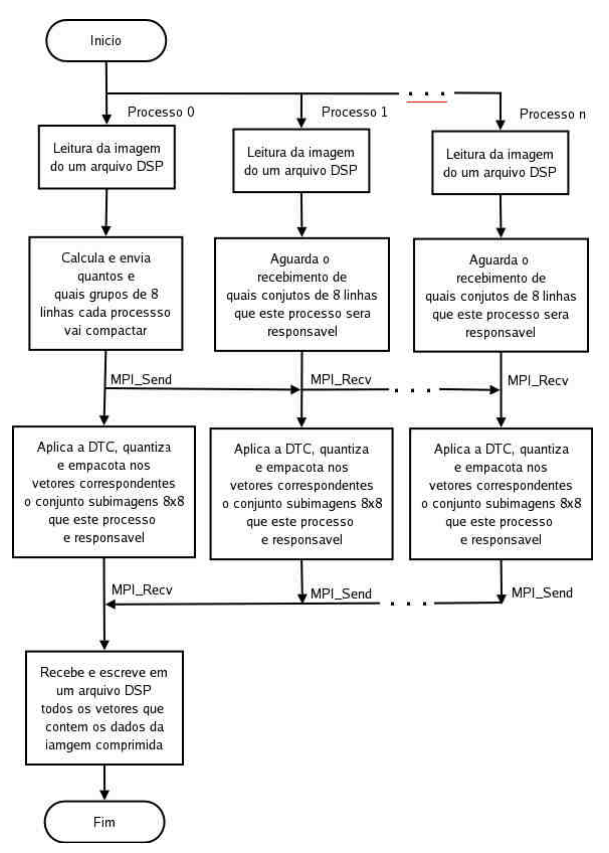 Inicio
Processo 0
Processo 1
Processo n
Leitura da imagem
do um arquivo DSP
Leitura da imagem
do um arquivo DSP
Leitura da imagem
do um arquivo DSP
Calcula e envia
quantos e
quais grupos de 8
linhas cada processso
vai compactar
Aguarda o
recebimento de
quais conjutos de 8 linhas
que este processo sera
responsavel
Aguarda o
recebimento de
quais conjutos de 8 linhas
que este processo sera
responsavel
MPI_Send
MPI_Recv
MPI_Recv
Aplica a DTC, quantiza
e empacota nos
vetores correspondentes
o conjunto subimagens 8x8
que este processo
e responsavel
Aplica a DTC, quantiza
e empacota nos
vetores correspondentes
o conjunto subimagens 8x8
que este processo
e responsavel
Aplica a DTC, quantiza
e empacota nos
vetores correspondentes
o conjunto subimagens 8x8
que este processo
e responsavel
MPI_Recv
MPI_Send
MPI_Send
Recebe e escreve em
um arquivo DSP
todos os vetores que
contem os dados da
iamgem comprimida
Fim